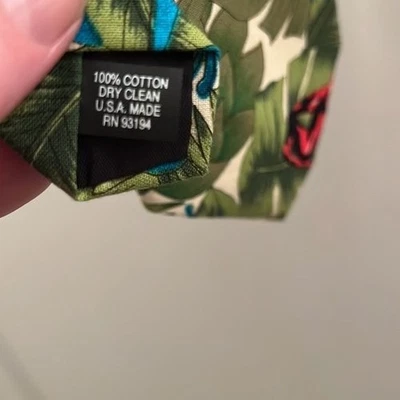 100% COTTON
DRY CLEAN
U.S.A. MADE
RN 93194